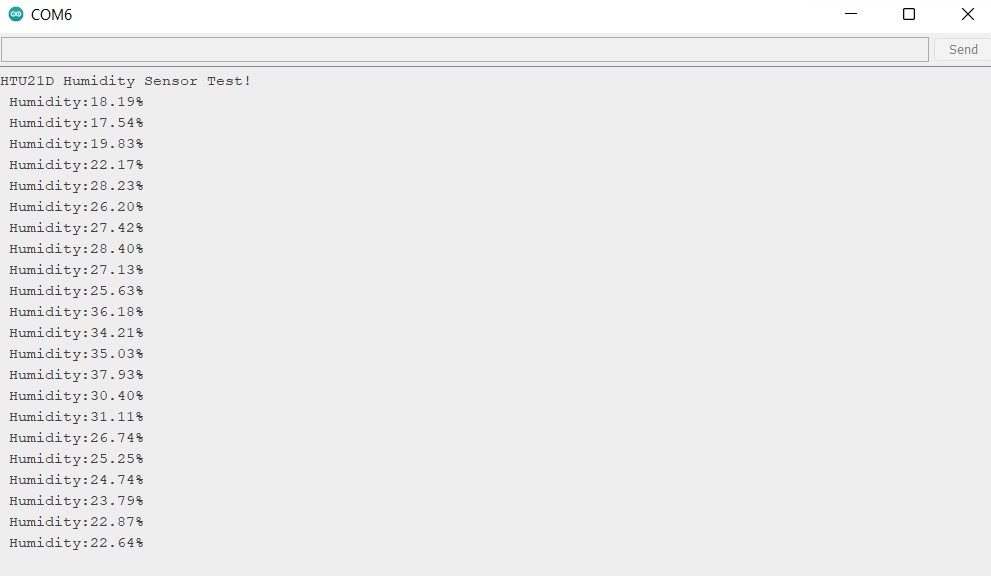 COM6
Send
HTU21D Humidity Sensor Test!
Humidity:18.19%
Humidity:17.54%
Humidity:19.83%
Humidity:22.17%
Humidity:28.23%
Humidity:26.20%
Humidity:27.42%
Humidity:28.40%
Humidity:27.13%
Humidity:25.63%
Humidity:36.18%
Humidity:34.21%
Humidity:35.03%
Humidity:37.93%
Humidity:30.40%
Humidity:31.11%
Humidity:26.74%
Humidity:25.25%
Humidity:24.74%
Humidity:23.79%
Humidity:22.87%
Humidity:22.64%